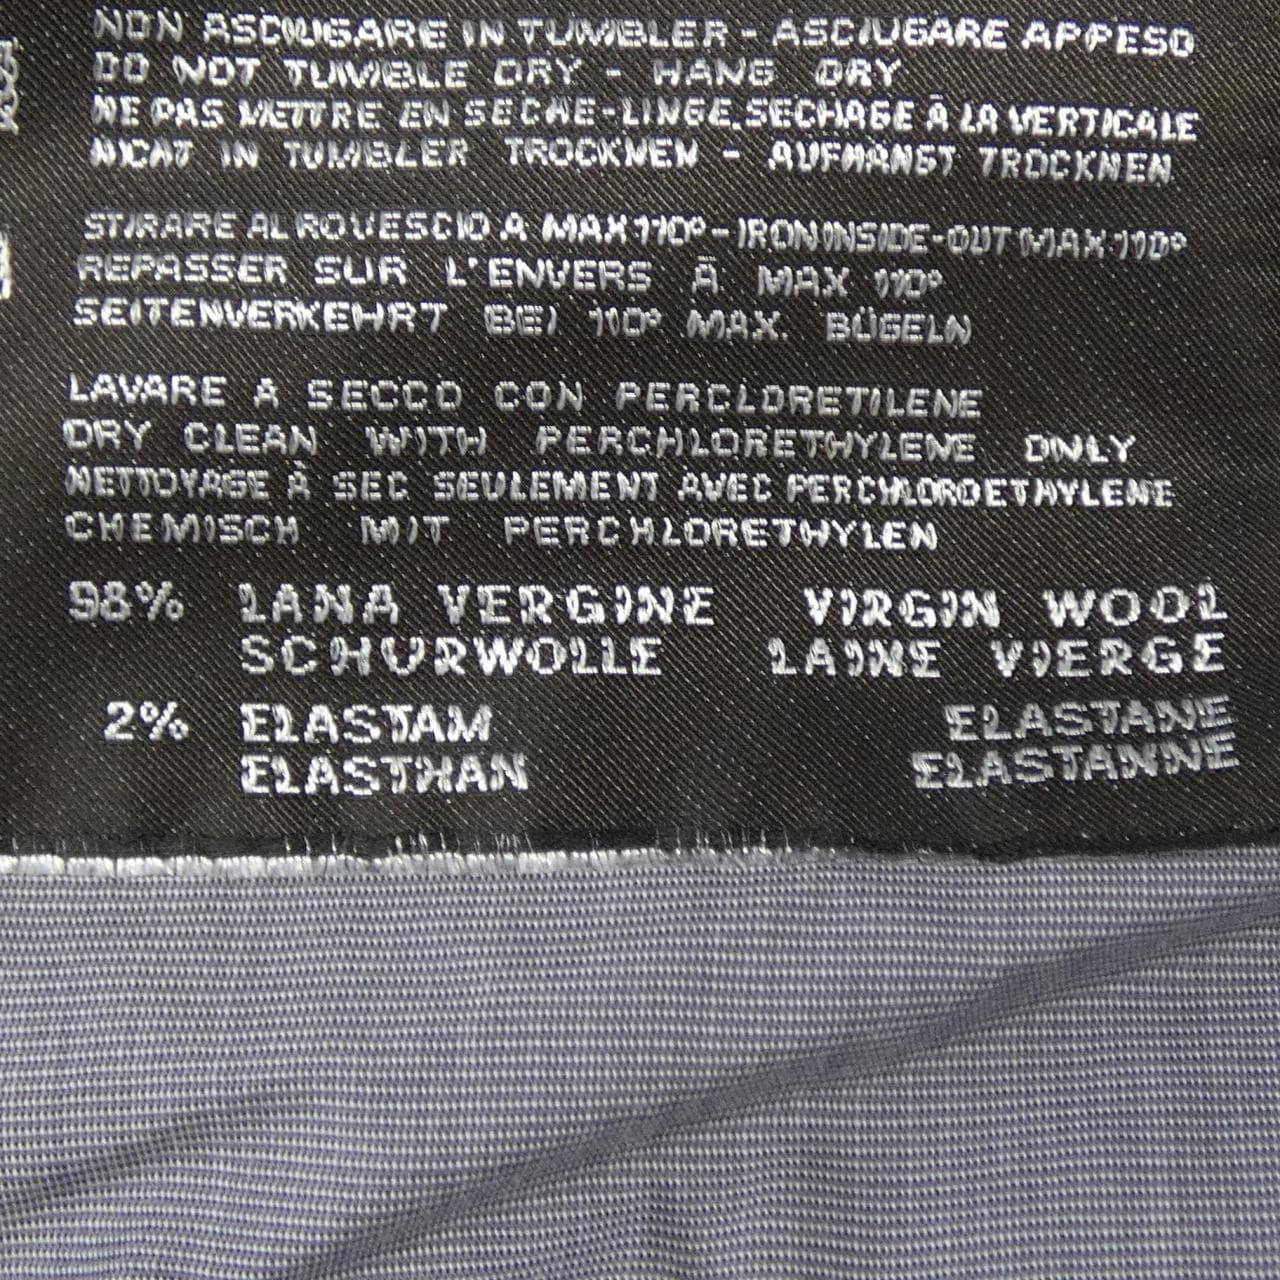 NON ASCIUGARE IN TUMBLER - ASCIUGARE APPESO
DO NOT TUMBLE DRY - HANG DRY
NE PAS METTRE EN SECHE-LINGE. SECHAGE À LA VERTICALE
NICHT IN TUMBLER TROCKNEN - AUFHANGT TROCKNEN
STIRARE AL ROVESCIO A MAX 110° - IRON INSIDE-OUT MAX 110°
REPASSER SUR L'ENVERS Ā MAX 110°
SEITENVERKEHRT BEI 110° MAX. BÜGELN
LAVARE A SECCO CON PERCLORETILENE
DRY CLEAN WITH PERCHLORETHYLENE ONLY
NETTOYAGE À SEC SEULEMENT AVEC PERCHLOROETHYLENE
CHEMISCH MIT PERCHLORETHYLEN
98% LANA VERGINE VIRGIN WOOL
SCHURWOLLE LAINE VIERGE
2% ELASTAM ELASTANE
ELASTHAN ELASTANNE